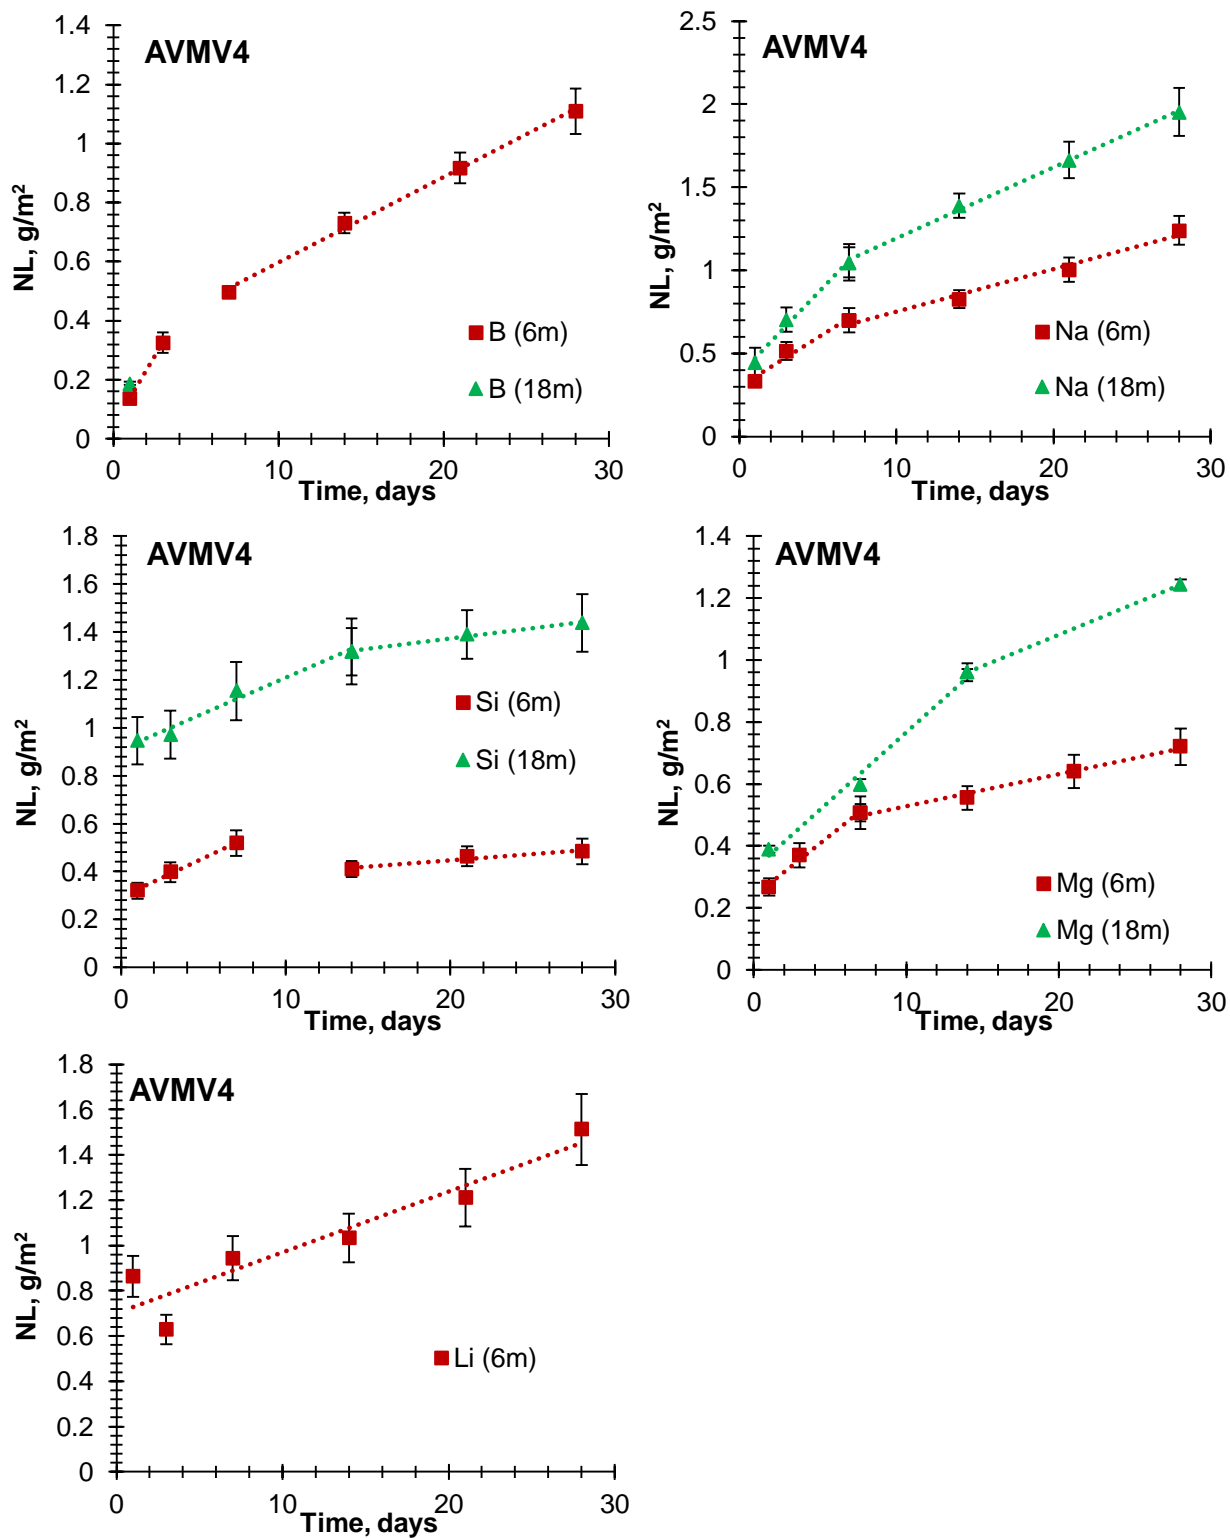 AVMV4
NL, g/m²
1.4
1.2
1
0.8
0.6
0.4
0.2
0
0 10 20 30
Time, days
B (6m)
B (18m)
AVMV4
NL, g/m²
2.5
2
1.5
1
0.5
0
0 10 20 30
Time, days
Na (6m)
Na (18m)
AVMV4
NL, g/m²
1.8
1.6
1.4
1.2
1
0.8
0.6
0.4
0.2
0
0 10 20 30
Time, days
Si (6m)
Si (18m)
AVMV4
NL, g/m²
1.4
1.2
1
0.8
0.6
0.4
0.2
0
0 10 20 30
Time, days
Mg (6m)
Mg (18m)
AVMV4
NL, g/m²
1.8
1.6
1.4
1.2
1
0.8
0.6
0.4
0.2
0
0 10 20 30
Time, days
Li (6m)